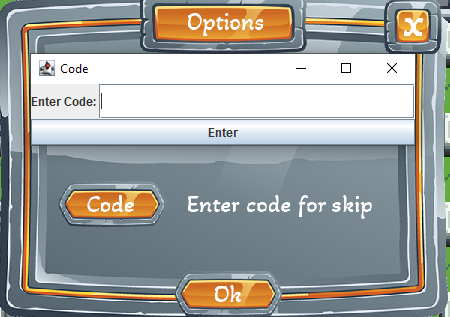 Options
X
Code
Enter Code:
Enter
Code
Enter code for skip
Ok